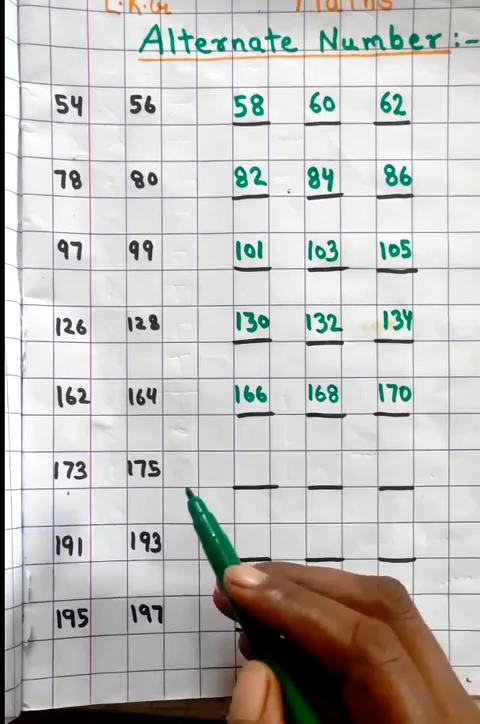 L.K.G Maths
Alternate Number:-
54 56 58 60 62
78 80 82 84 86
97 99 101 103 105
126 128 130 132 134
162 164 166 168 170
173 175
191 193
195 197